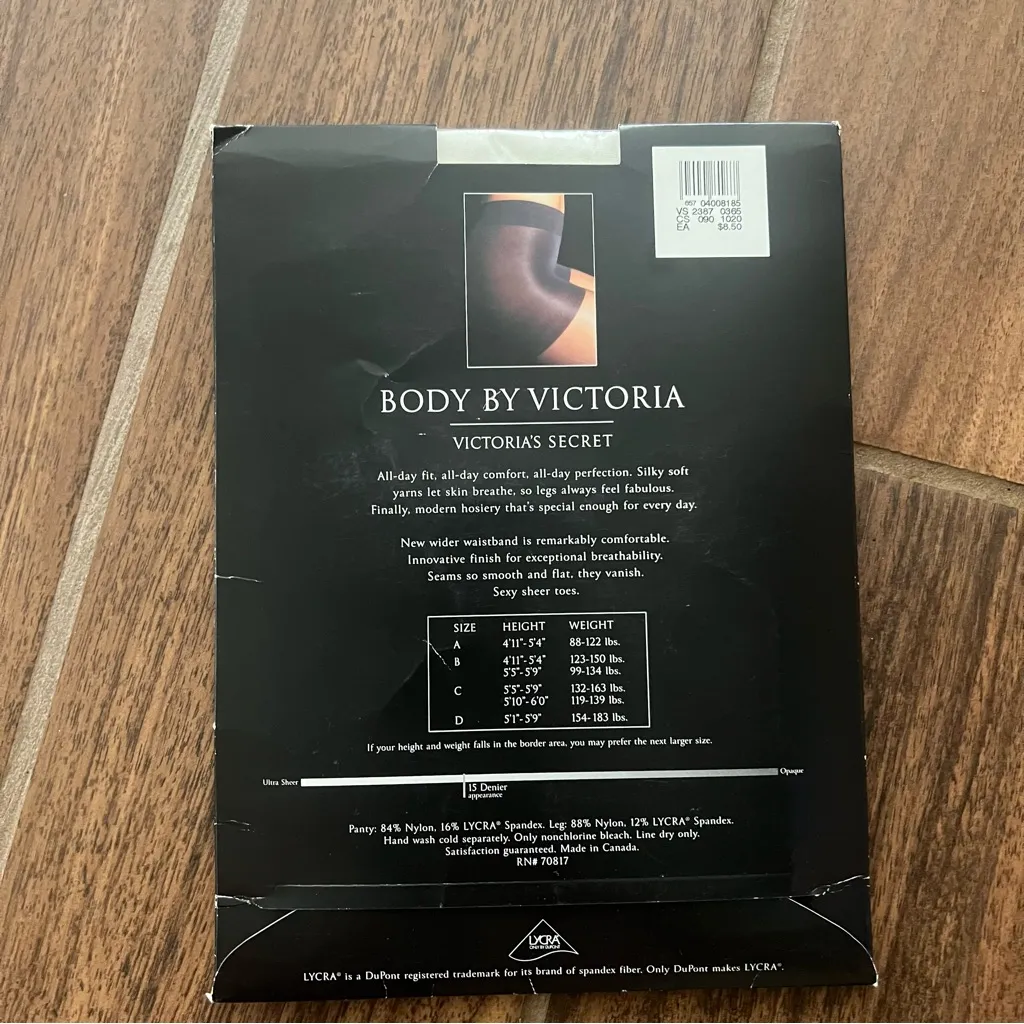 657 04008185
VS 2387 0365
CS 090 1020
EA $8.50
BODY BY VICTORIA
VICTORIA'S SECRET
All-day fit, all-day comfort, all-day perfection. Silky soft
yarns let skin breathe, so legs always feel fabulous.
Finally, modern hosiery that's special enough for every day.
New wider waistband is remarkably comfortable.
Innovative finish for exceptional breathability.
Seams so smooth and flat, they vanish.
Sexy sheer toes.
SIZE HEIGHT WEIGHT
A 4'11"-5'4" 88-122 lbs.
B 4'11"-5'4" 123-150 lbs.
5'5"-5'9" 99-134 lbs.
C 5'5"-5'9" 132-163 lbs.
5'10"-6'0" 119-139 lbs.
D 5'1"-5'9" 154-183 lbs.
If your height and weight falls in the border area, you may prefer the next larger size.
Ultra Sheer Opaque
15 Denier
appearance
Panty: 84% Nylon, 16% LYCRA® Spandex. Leg: 88% Nylon, 12% LYCRA® Spandex.
Hand wash cold separately. Only nonchlorine bleach. Line dry only.
Satisfaction guaranteed. Made in Canada.
RN# 70817
LYCRA®
ONLY BY DUPONT
LYCRA® is a DuPont registered trademark for its brand of spandex fiber. Only DuPont makes LYCRA®.